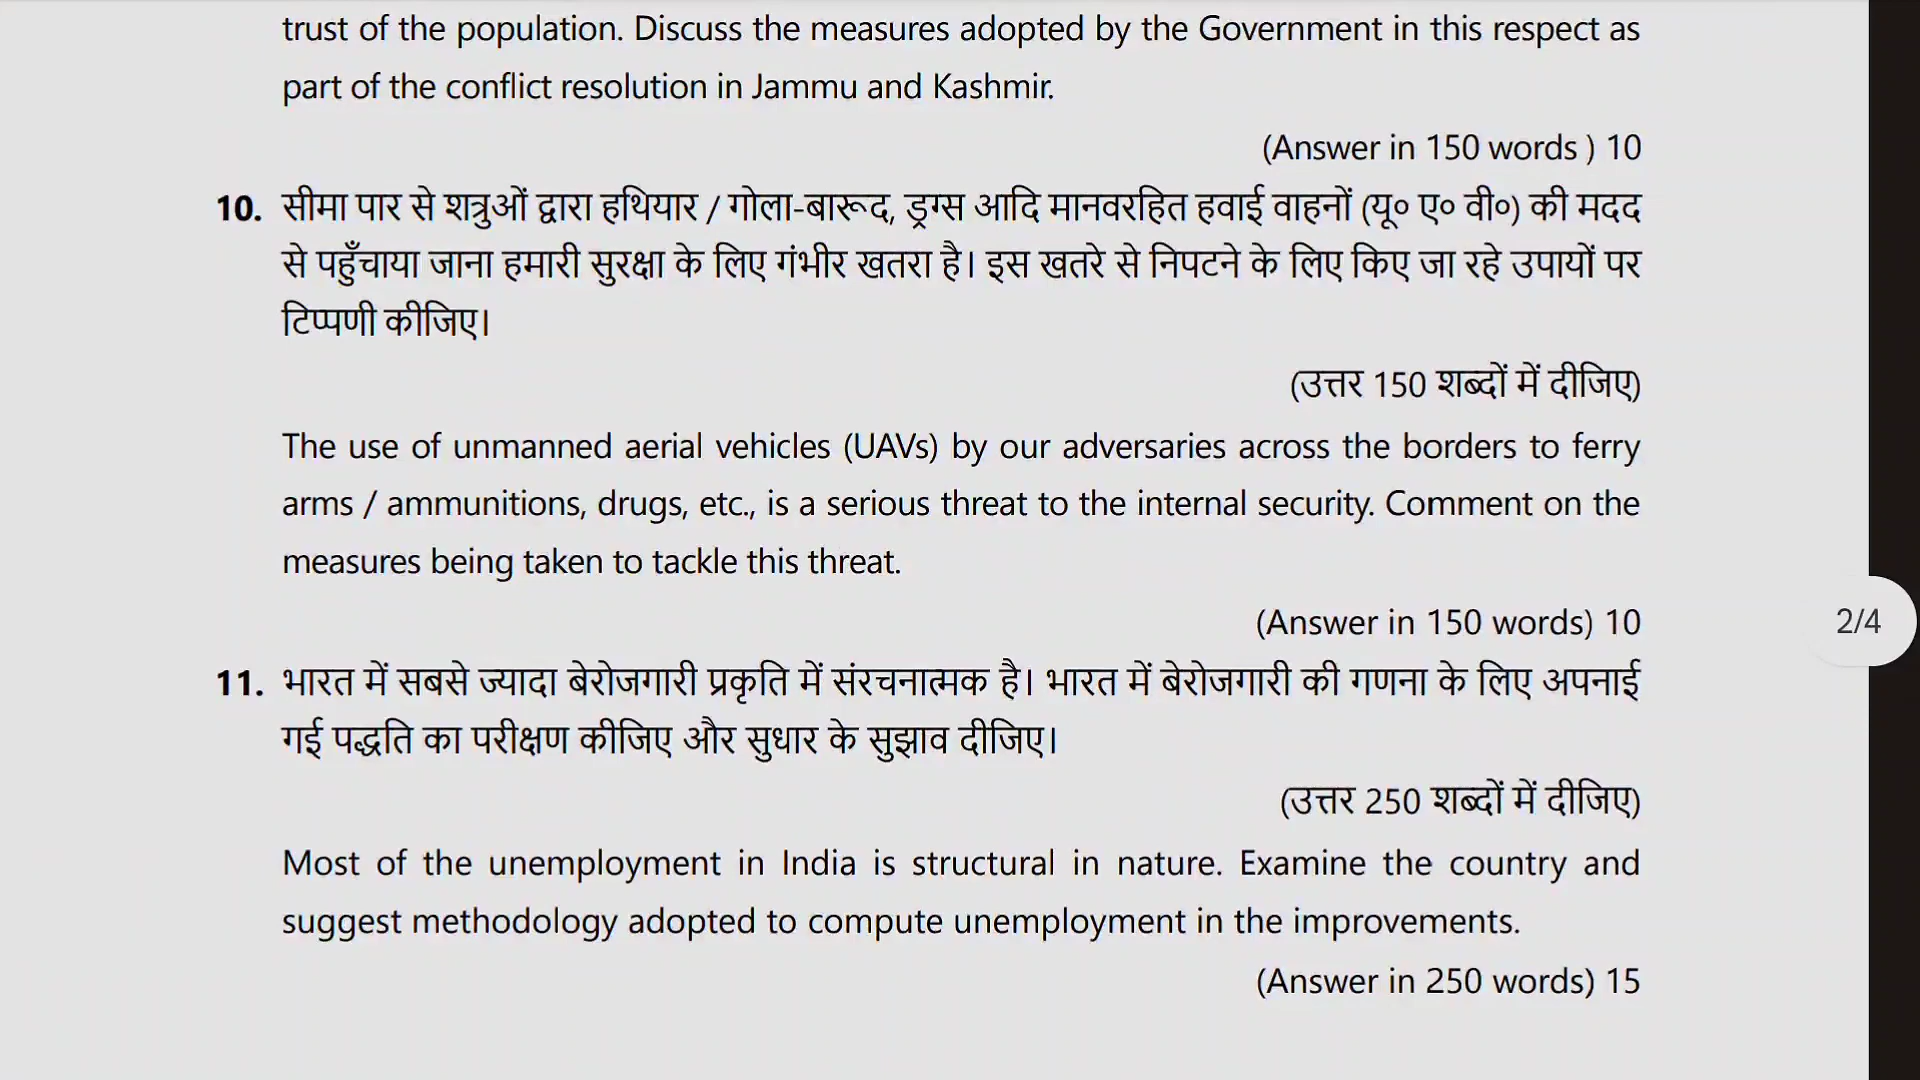 trust of the population. Discuss the measures adopted by the Government in this respect as
part of the conflict resolution in Jammu and Kashmir.
(Answer in 150 words ) 10
10. सीमा पार से शत्रुओं द्वारा हथियार / गोला-बारूद, ड्रग्स आदि मानवरहित हवाई वाहनों (यू० ए० वी०) की मदद
से पहुँचाया जाना हमारी सुरक्षा के लिए गंभीर खतरा है। इस खतरे से निपटने के लिए किए जा रहे उपायों पर
टिप्पणी कीजिए।
(उत्तर 150 शब्दों में दीजिए)
The use of unmanned aerial vehicles (UAVs) by our adversaries across the borders to ferry
arms / ammunitions, drugs, etc., is a serious threat to the internal security. Comment on the
measures being taken to tackle this threat.
(Answer in 150 words) 10
2/4
11. भारत में सबसे ज्यादा बेरोजगारी प्रकृति में संरचनात्मक है। भारत में बेरोजगारी की गणना के लिए अपनाई
गई पद्धति का परीक्षण कीजिए और सुधार के सुझाव दीजिए।
(उत्तर 250 शब्दों में दीजिए)
Most of the unemployment in India is structural in nature. Examine the country and
suggest methodology adopted to compute unemployment in the improvements.
(Answer in 250 words) 15